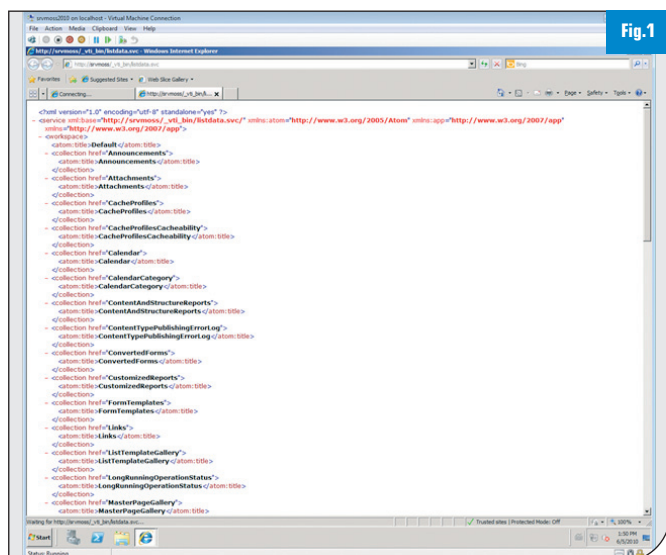 srvmoss2010 on localhost - Virtual Machine Connection
Fig.1
File Action Media Clipboard View Help
http://srvmoss/_vti_bin/listdata.svc - Windows Internet Explorer
http://srvmoss/_vti_bin/listdata.svc
Bing
Favorites Suggested Sites Web Slice Gallery
Connecting... http://srvmoss/_vti_bin/l... x Page Safety Tools
<?xml version="1.0" encoding="utf-8" standalone="yes" ?>
- <service xml:base="http://srvmoss/_vti_bin/listdata.svc/" xmlns:atom="http://www.w3.org/2005/Atom" xmlns:app="http://www.w3.org/2007/app"
xmlns="http://www.w3.org/2007/app">
- <workspace>
<atom:title>Default</atom:title>
- <collection href="Announcements">
<atom:title>Announcements</atom:title>
</collection>
- <collection href="Attachments">
<atom:title>Attachments</atom:title>
</collection>
- <collection href="CacheProfiles">
<atom:title>CacheProfiles</atom:title>
</collection>
- <collection href="CacheProfilesCacheability">
<atom:title>CacheProfilesCacheability</atom:title>
</collection>
- <collection href="Calendar">
<atom:title>Calendar</atom:title>
</collection>
- <collection href="CalendarCategory">
<atom:title>CalendarCategory</atom:title>
</collection>
- <collection href="ContentAndStructureReports">
<atom:title>ContentAndStructureReports</atom:title>
</collection>
- <collection href="ContentTypePublishingErrorLog">
<atom:title>ContentTypePublishingErrorLog</atom:title>
</collection>
- <collection href="ConvertedForms">
<atom:title>ConvertedForms</atom:title>
</collection>
- <collection href="CustomizedReports">
<atom:title>CustomizedReports</atom:title>
</collection>
- <collection href="FormTemplates">
<atom:title>FormTemplates</atom:title>
</collection>
- <collection href="Links">
<atom:title>Links</atom:title>
</collection>
- <collection href="ListTemplateGallery">
<atom:title>ListTemplateGallery</atom:title>
</collection>
- <collection href="LongRunningOperationStatus">
<atom:title>LongRunningOperationStatus</atom:title>
</collection>
- <collection href="MasterPageGallery">
<atom:title>MasterPageGallery</atom:title>
Waiting for http://srvmoss/_vti_bin/listdata.svc... Trusted sites | Protected Mode: Off 100%
Start 1:50 PM
6/5/2010
Status: Running